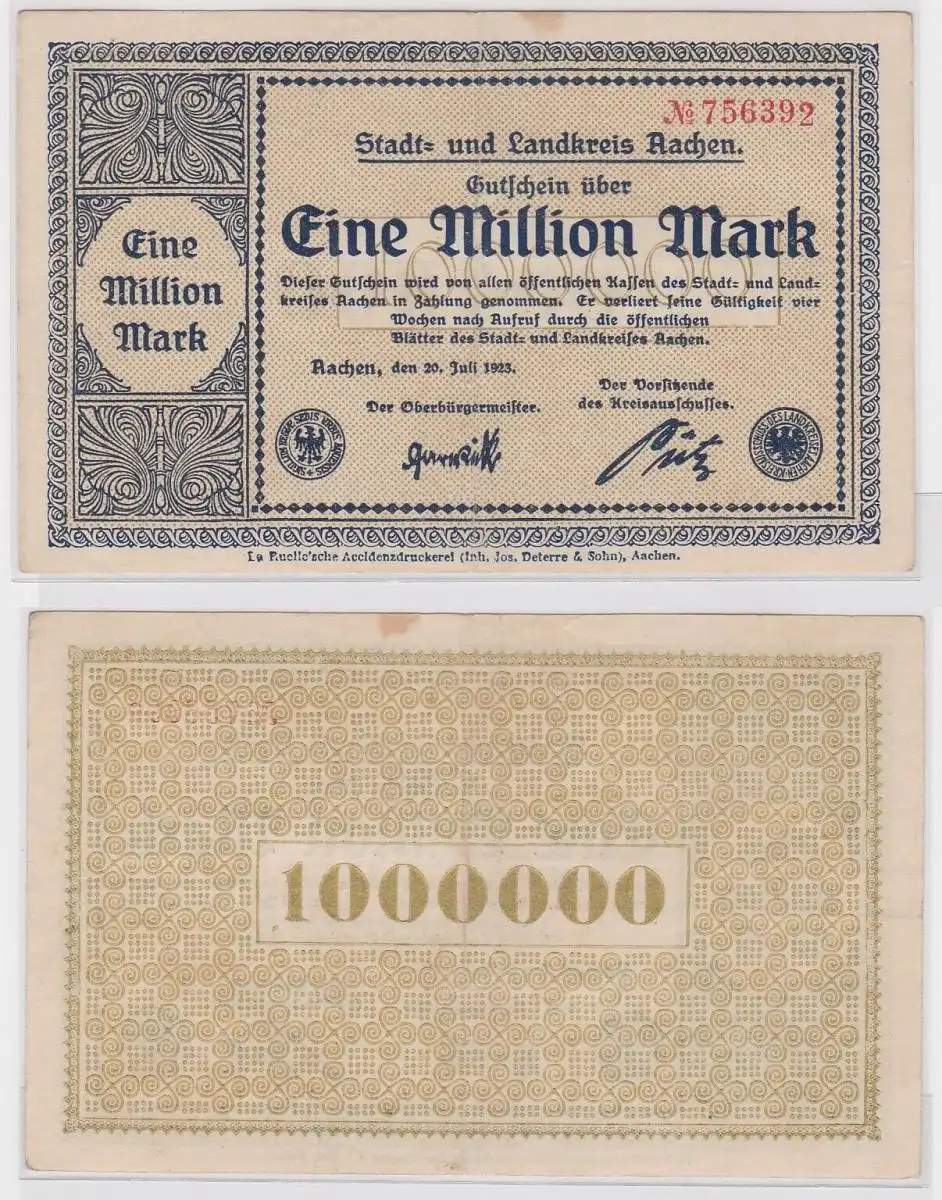 № 756392
Stadt- und Landkreis Aachen.
Gutschein über
Eine Million Mark
Eine
Million
Mark
Dieser Gutschein wird von allen öffentlichen Kassen des Stadt- und Land-
kreises Aachen in Zahlung genommen. Er verliert seine Gültigkeit vier
Wochen nach Aufruf durch die öffentlichen
Blätter des Stadt- und Landkreises Aachen.
Aachen, den 20. Juli 1923.
Der Oberbürgermeister.
Der Vorsitzende
des Kreisausschusses.
La Ruelle'sche Accidenzdruckerei (Inh. Jos. Deterre & Sohn), Aachen.
1000000